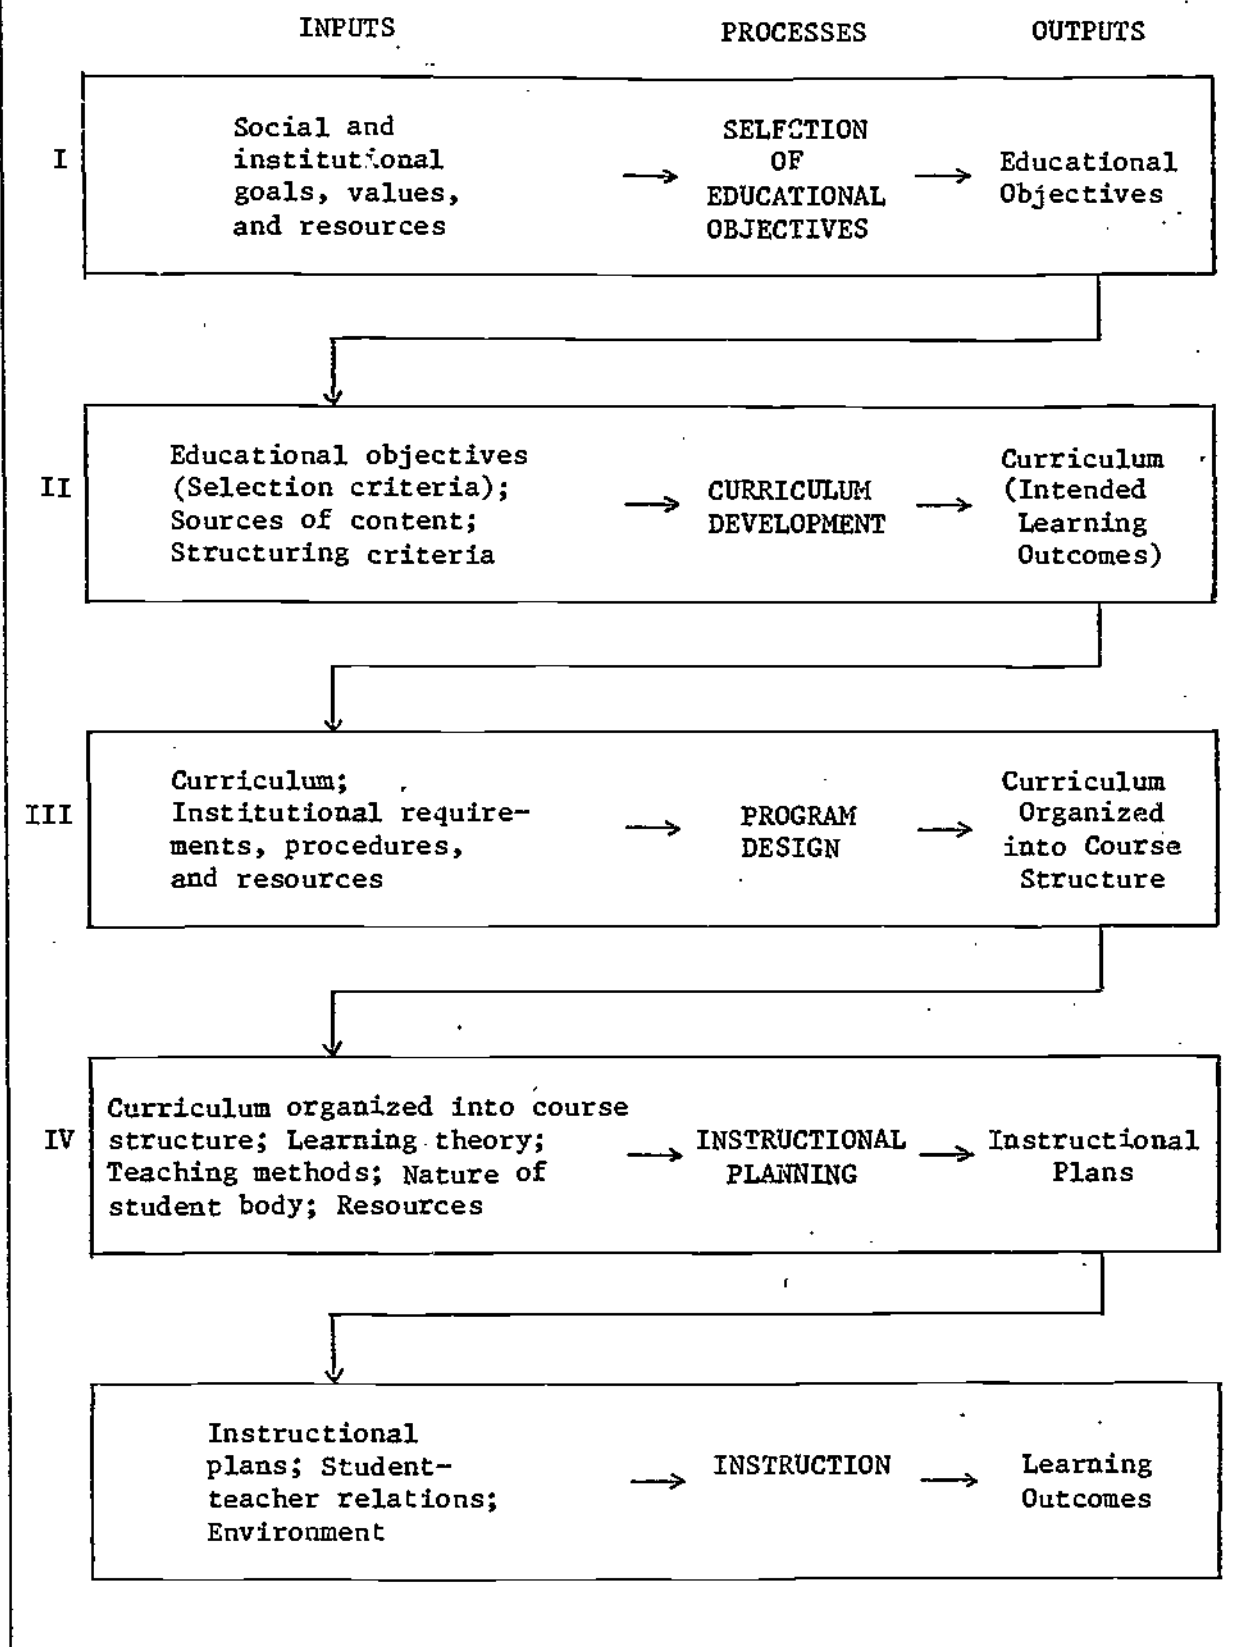 INPUTS PROCESSES OUTPUTS
I
Social and
institutional
goals, values,
and resources
SELECTION
OF
EDUCATIONAL
OBJECTIVES
Educational
Objectives
II
Educational objectives
(Selection criteria);
Sources of content;
Structuring criteria
CURRICULUM
DEVELOPMENT
Curriculum
(Intended
Learning
Outcomes)
III
Curriculum;
Institutional require-
ments, procedures,
and resources
PROGRAM
DESIGN
Curriculum
Organized
into Course
Structure
IV
Curriculum organized into course
structure; Learning theory;
Teaching methods; Nature of
student body; Resources
INSTRUCTIONAL
PLANNING
Instructional
Plans
Instructional
plans; Student-
teacher relations;
Environment
INSTRUCTION
Learning
Outcomes